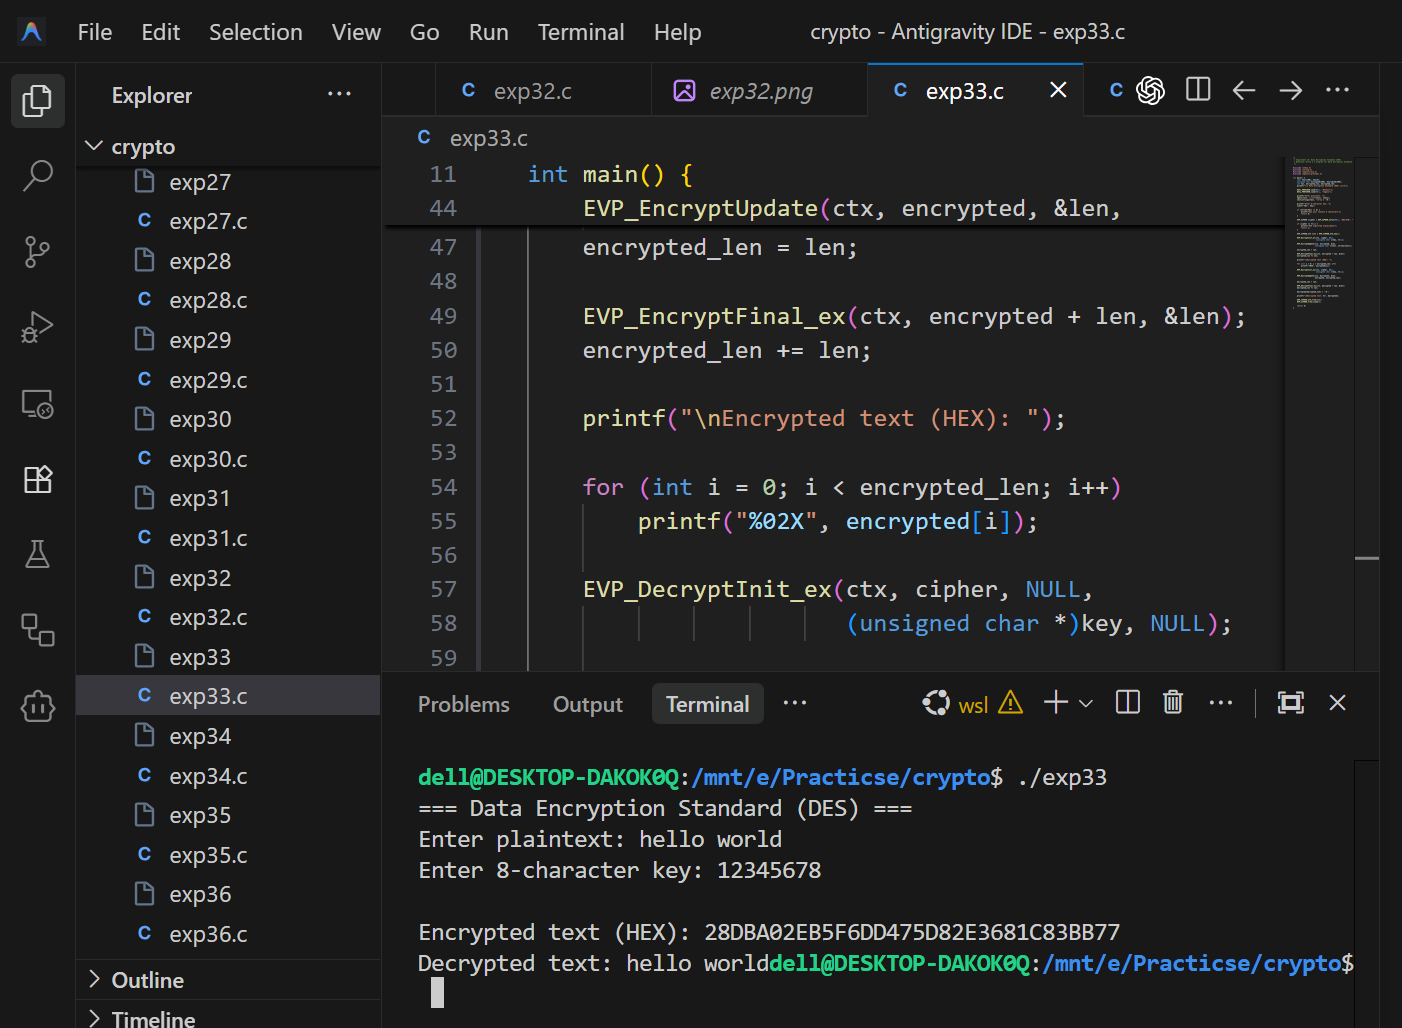 File Edit Selection View Go Run Terminal Help crypto - Antigravity IDE - exp33.c
Explorer
crypto
exp27
C exp27.c
exp28
C exp28.c
exp29
C exp29.c
exp30
C exp30.c
exp31
C exp31.c
exp32
C exp32.c
exp33
C exp33.c
exp34
C exp34.c
exp35
C exp35.c
exp36
C exp36.c
Outline
Timeline
C exp32.c exp32.png C exp33.c C
C exp33.c
11 int main() {
44 EVP_EncryptUpdate(ctx, encrypted, &len,
47 encrypted_len = len;
48
49 EVP_EncryptFinal_ex(ctx, encrypted + len, &len);
50 encrypted_len += len;
51
52 printf("\nEncrypted text (HEX): ");
53
54 for (int i = 0; i < encrypted_len; i++)
55 printf("%02X", encrypted[i]);
56
57 EVP_DecryptInit_ex(ctx, cipher, NULL,
58 (unsigned char *)key, NULL);
59
Problems Output Terminal wsl
dell@DESKTOP-DAKOK0Q:/mnt/e/Practicse/crypto$ ./exp33
=== Data Encryption Standard (DES) ===
Enter plaintext: hello world
Enter 8-character key: 12345678
Encrypted text (HEX): 28DBA02EB5F6DD475D82E3681C83BB77
Decrypted text: hello worlddell@DESKTOP-DAKOK0Q:/mnt/e/Practicse/crypto$